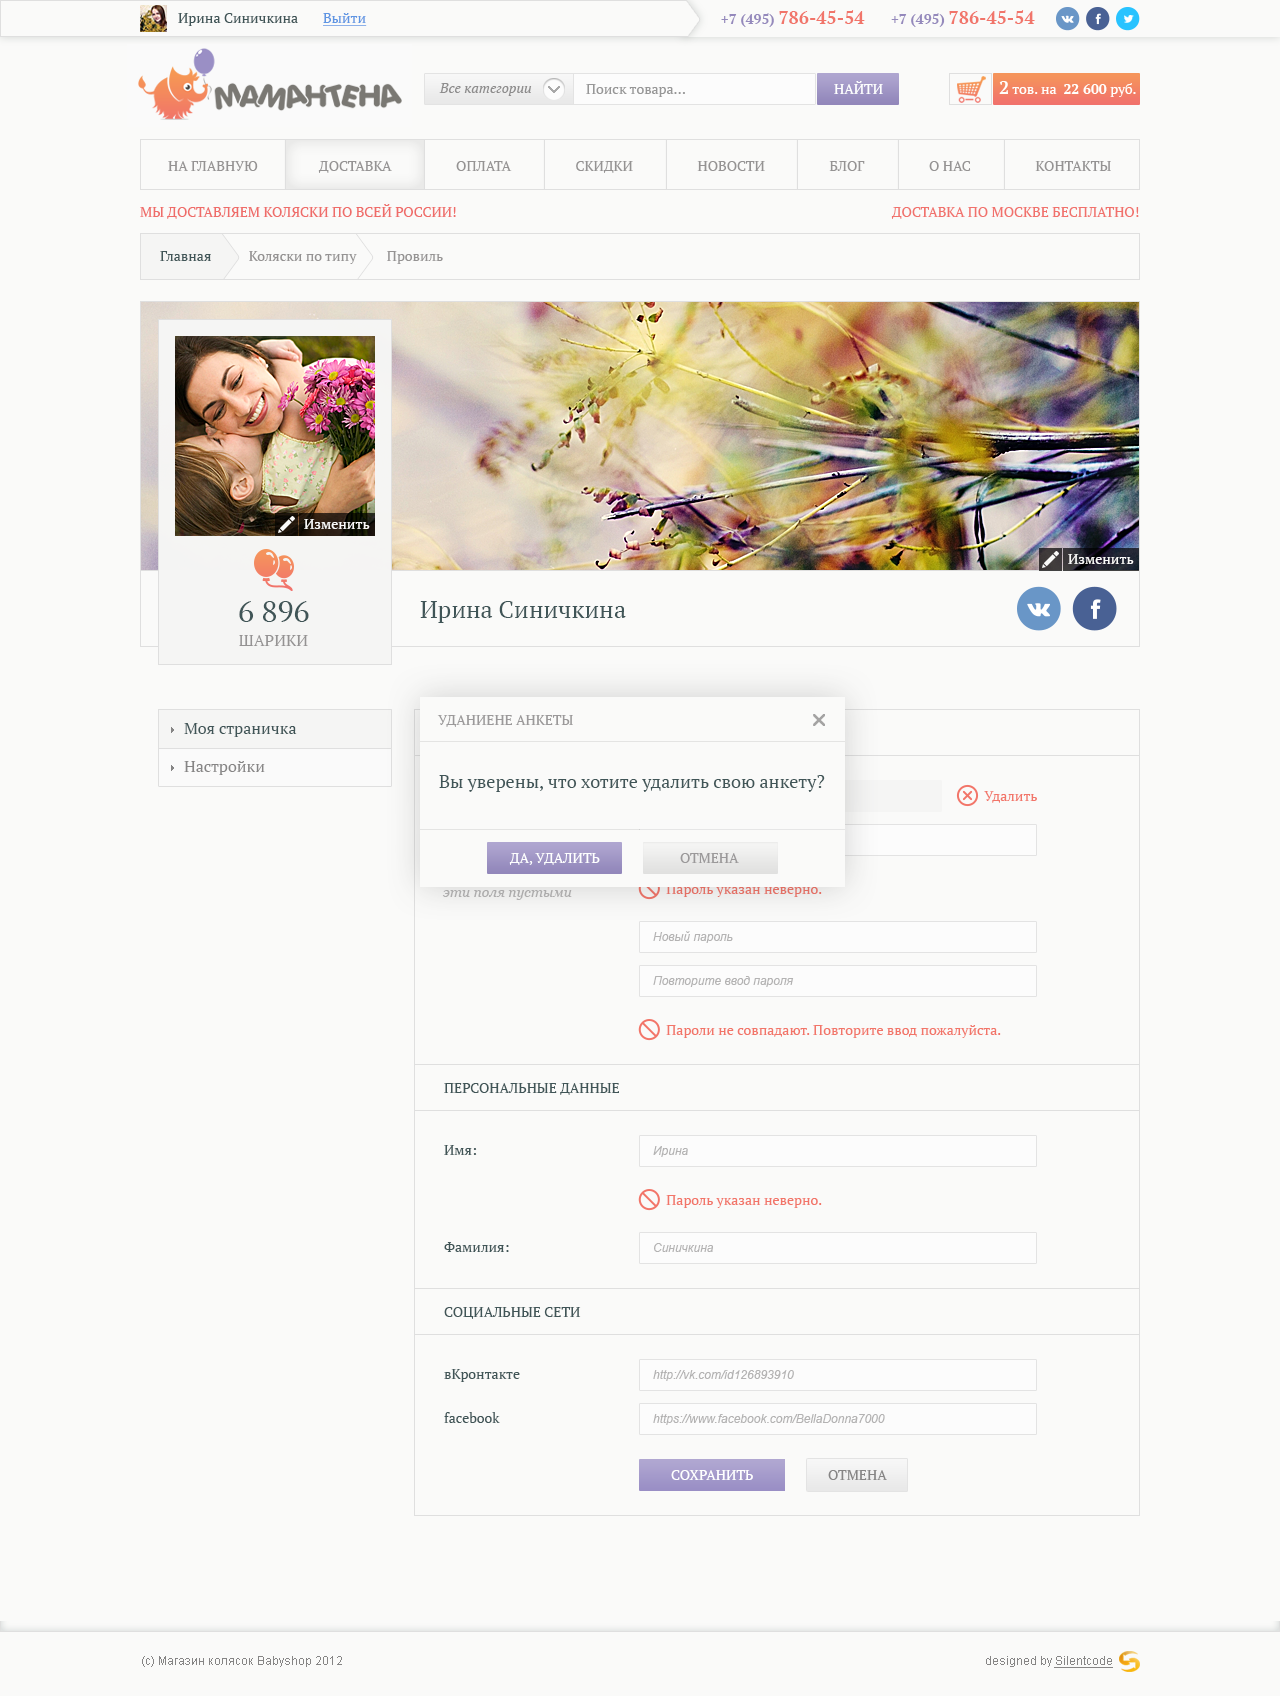 Ирина Синичкина Выйти +7 (495) 786-45-54 +7 (495) 786-45-54
МАМАНТЕНА
Все категории Поиск товара... НАЙТИ 2 тов. на 22 600 руб.
НА ГЛАВНУЮ ДОСТАВКА ОПЛАТА СКИДКИ НОВОСТИ БЛОГ О НАС КОНТАКТЫ
МЫ ДОСТАВЛЯЕМ КОЛЯСКИ ПО ВСЕЙ РОССИИ! ДОСТАВКА ПО МОСКВЕ БЕСПЛАТНО!
Главная Коляски по типу Провиль
Изменить
Изменить
6 896
ШАРИКИ
Ирина Синичкина
Моя страничка
Настройки
УДАНИЕНЕ АНКЕТЫ
Вы уверены, что хотите удалить свою анкету?
ДА, УДАЛИТЬ ОТМЕНА
Удалить
эти поля пустыми Пароль указан неверно.
Новый пароль
Повторите ввод пароля
Пароли не совпадают. Повторите ввод пожалуйста.
ПЕРСОНАЛЬНЫЕ ДАННЫЕ
Имя: Ирина
Пароль указан неверно.
Фамилия: Синичкина
СОЦИАЛЬНЫЕ СЕТИ
вКронтакте http://vk.com/id126893910
facebook https://www.facebook.com/BellaDonna7000
СОХРАНИТЬ ОТМЕНА
(c) Магазин колясок Babyshop 2012 designed by Silentcode